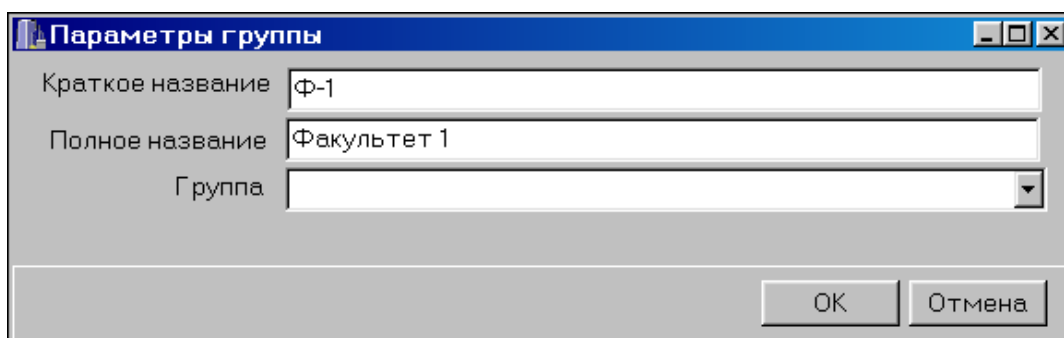 Параметры группы
Краткое название Ф-1
Полное название Факультет 1
Группа
ОК Отмена